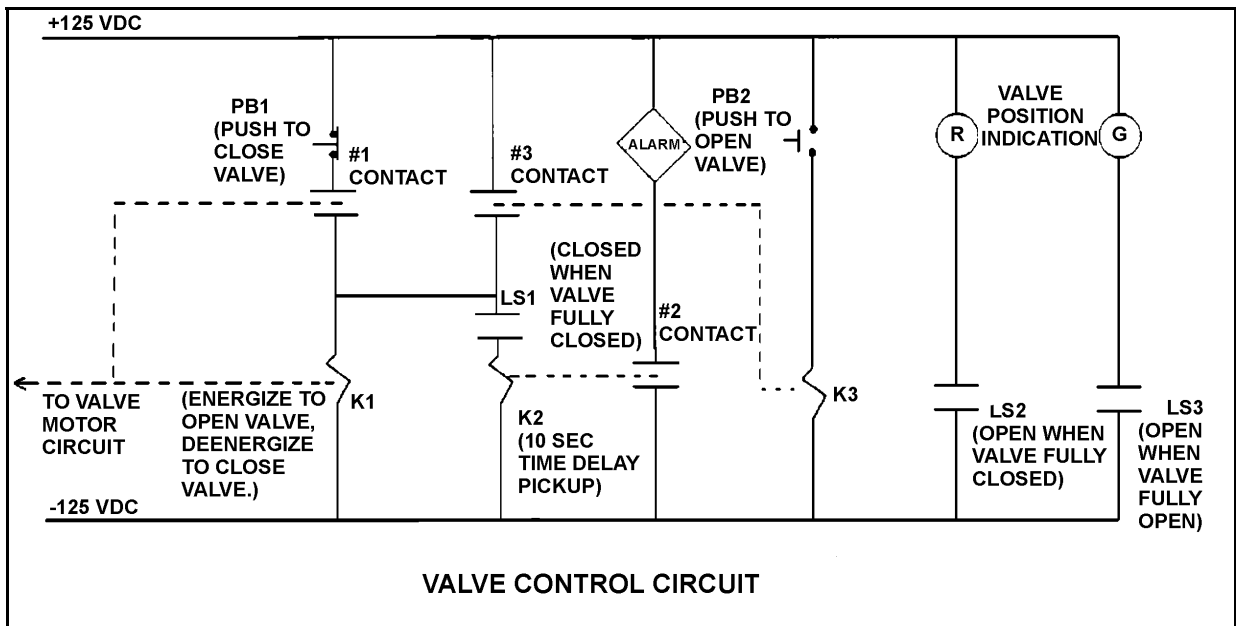 +125 VDC
PB1
(PUSH TO
CLOSE
VALVE)
#1
CONTACT
#3
CONTACT
ALARM
PB2
(PUSH TO
OPEN
VALVE)
R
VALVE
POSITION
INDICATION
G
LS1
(CLOSED
WHEN
VALVE
FULLY
CLOSED)
#2
CONTACT
TO VALVE
MOTOR
CIRCUIT
(ENERGIZE TO
OPEN VALVE,
DEENERGIZE
TO CLOSE
VALVE.)
K1
K2
(10 SEC
TIME DELAY
PICKUP)
K3
LS2
(OPEN WHEN
VALVE FULLY
CLOSED)
LS3
(OPEN
WHEN
VALVE
FULLY
OPEN)
-125 VDC
VALVE CONTROL CIRCUIT